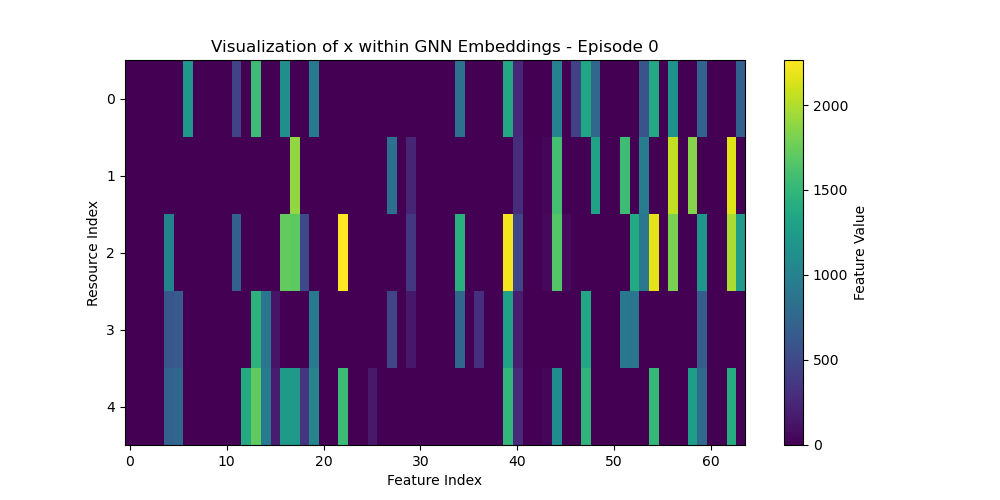 Visualization of x within GNN Embeddings - Episode 0
Resource Index
0
1
2
3
4
0 10 20 30 40 50 60
Feature Index
2000
1500
1000
500
0
Feature Value